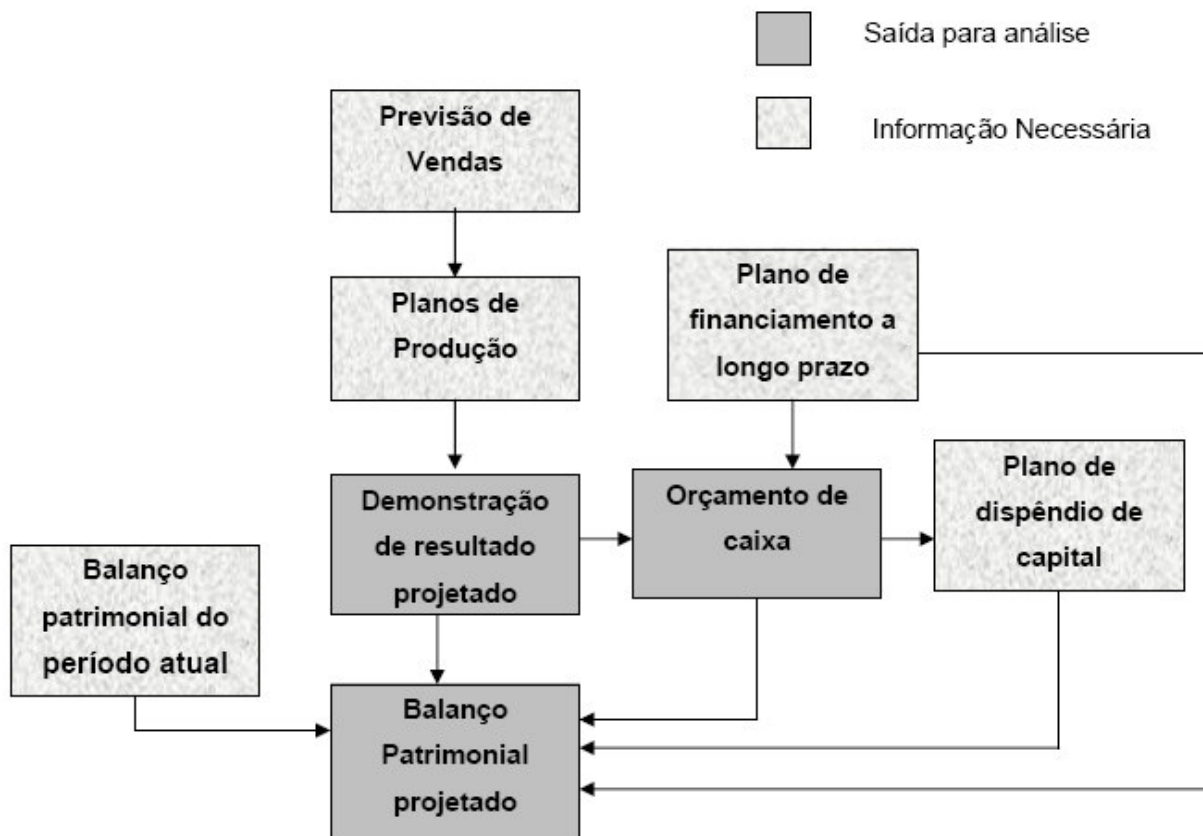 Saída para análise
Informação Necessária
Previsão de
Vendas
Planos de
Produção
Plano de
financiamento a
longo prazo
Demonstração
de resultado
projetado
Orçamento de
caixa
Plano de
dispêndio de
capital
Balanço
patrimonial do
período atual
Balanço
Patrimonial
projetado